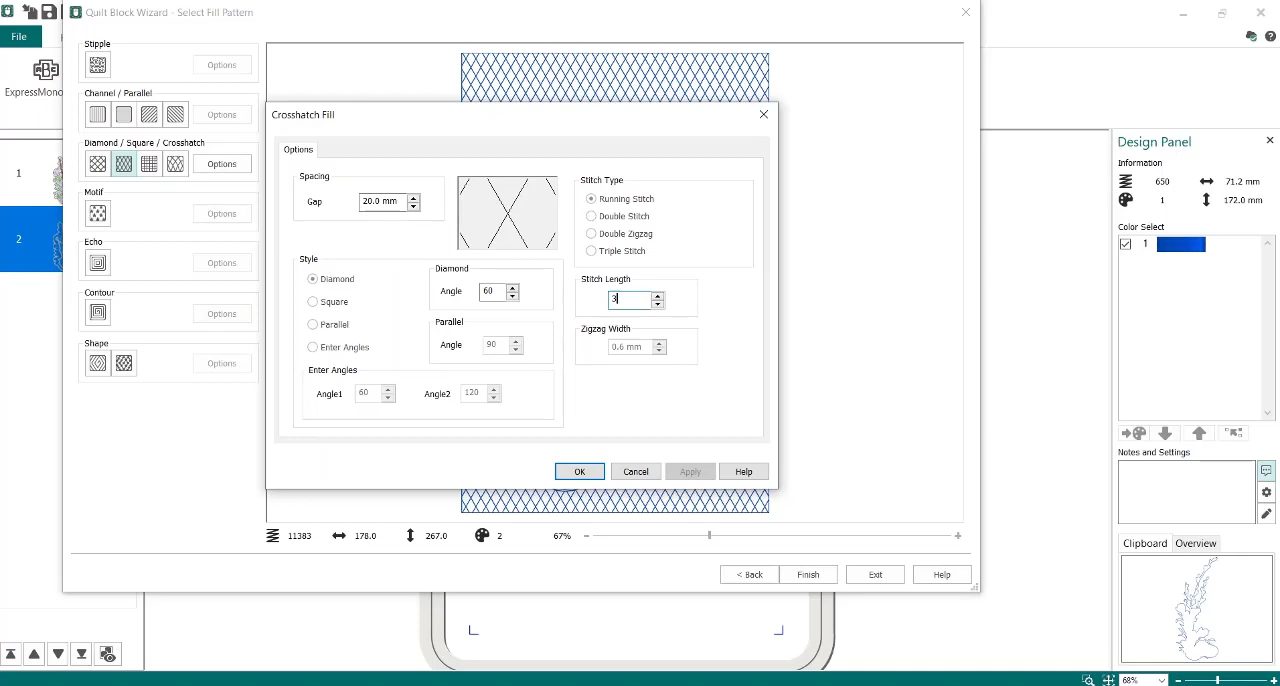 Quilt Block Wizard - Select Fill Pattern
File
ExpressMono
1
2
Stipple
Options
Channel / Parallel
Options
Diamond / Square / Crosshatch
Options
Motif
Options
Echo
Options
Contour
Options
Shape
Options
Crosshatch Fill
Options
Spacing
Gap
20.0 mm
Style
Diamond
Square
Parallel
Enter Angles
Diamond
Angle
60
Parallel
Angle
90
Enter Angles
Angle1
60
Angle2
120
Stitch Type
Running Stitch
Double Stitch
Double Zigzag
Triple Stitch
Stitch Length
3
Zigzag Width
0.6 mm
OK
Cancel
Apply
Help
11383
178.0
267.0
2
67%
< Back
Finish
Exit
Help
Design Panel
Information
650
71.2 mm
1
172.0 mm
Color Select
1
Notes and Settings
Clipboard
Overview
68%